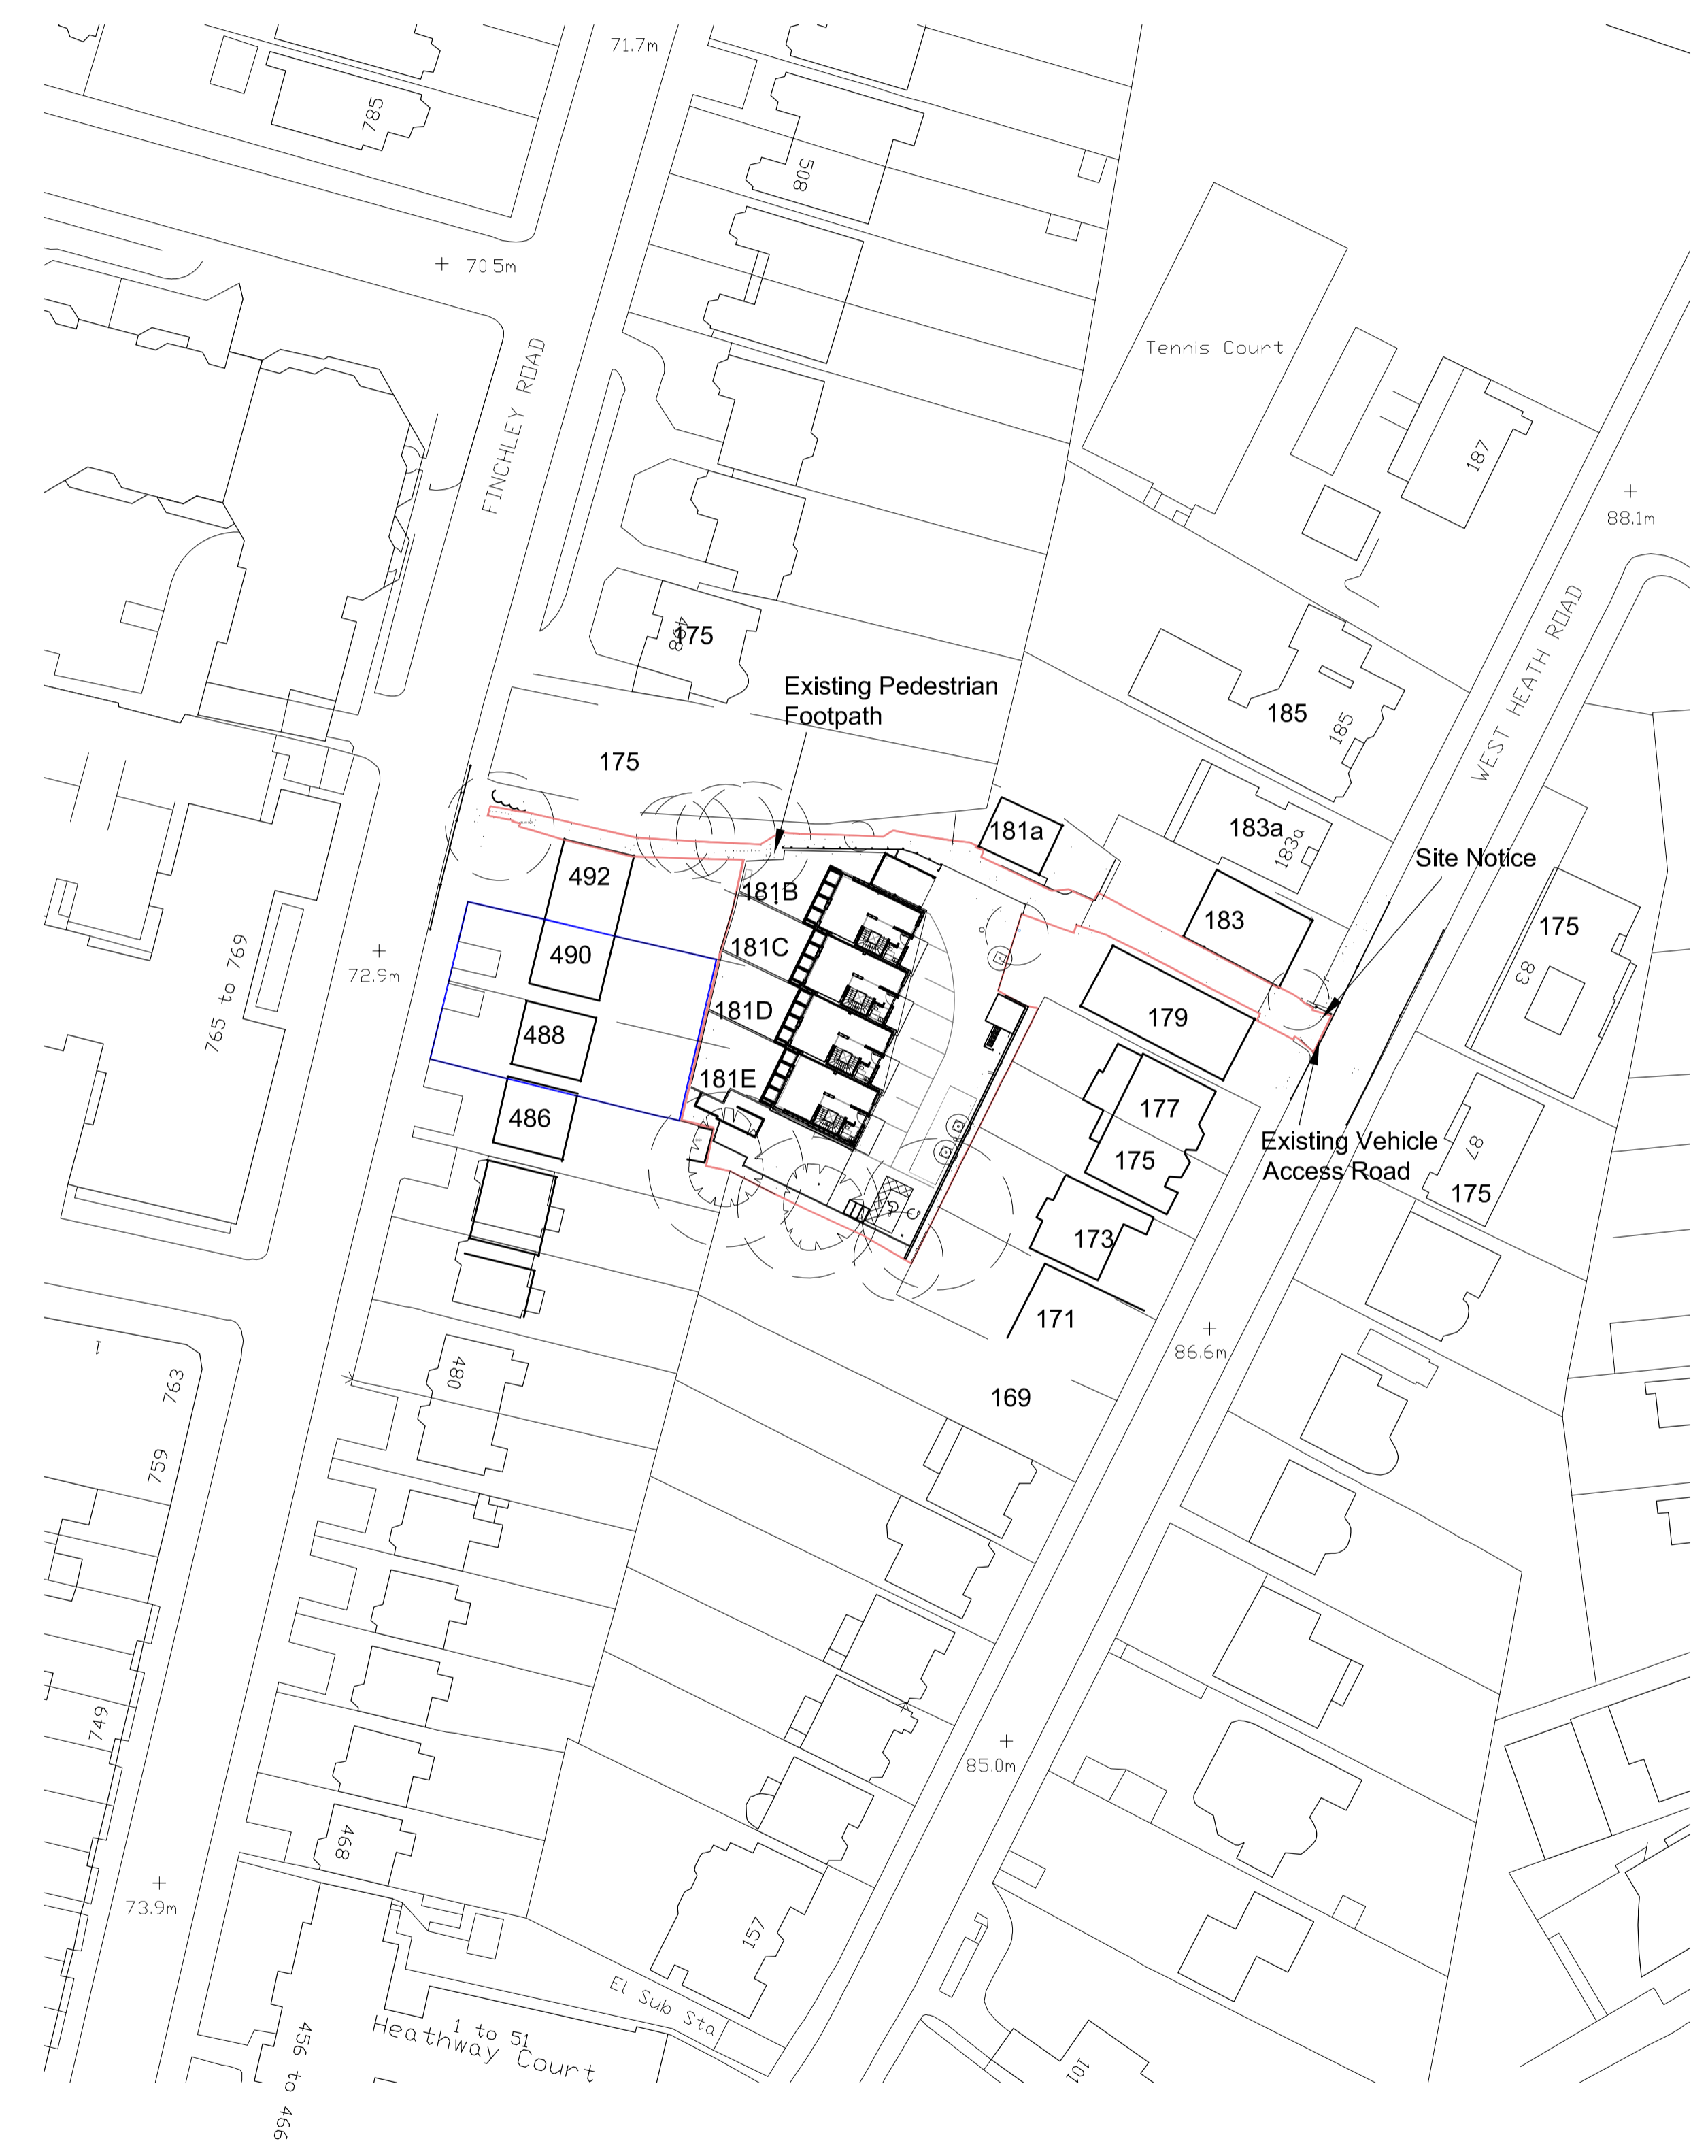 71.7m
785
508
70.5m
FINCHLEY ROAD
Tennis Court
187
88.1m
WEST HEATH ROAD
498
175
Existing Pedestrian
Footpath
185
185
175
181a
183a
183a
Site Notice
492
181B
183
175
83
490
181C
72.9m
765 to 769
181D
179
488
181E
177
486
Existing Vehicle
Access Road
175
87
175
173
171
86.6m
1
763
480
169
759
749
85.0m
468
73.9m
157
El Sub Sta
1 to 51
Heathway Court
456 to 466
101